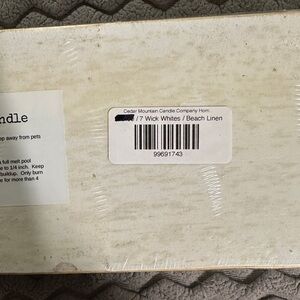 ndle
p away from pets
full melt pool
e to 1/4 inch. Keep
buildup. Only burn
e for more than 4
Cedar Mountain Candle Company Hom
/ 7 Wick Whites / Beach Linen
99691743